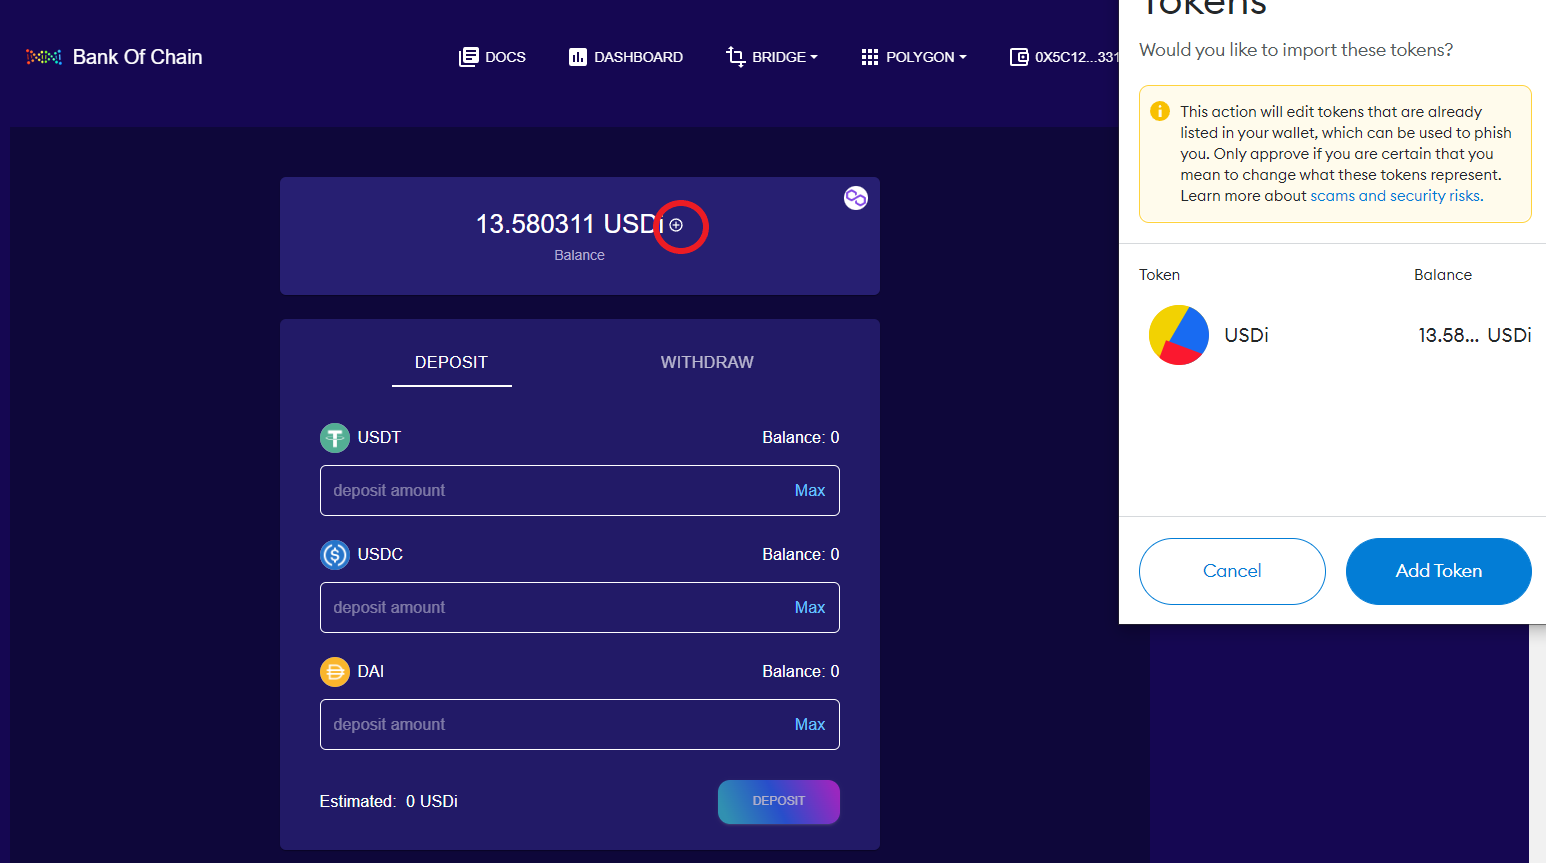 Bank Of Chain
DOCS
DASHBOARD
BRIDGE
POLYGON
0X5C12...331
13.580311 USDi
Balance
DEPOSIT
WITHDRAW
USDT
Balance: 0
deposit amount
Max
USDC
Balance: 0
deposit amount
Max
DAI
Balance: 0
deposit amount
Max
Estimated: 0 USDi
DEPOSIT
Tokens
Would you like to import these tokens?
This action will edit tokens that are already
listed in your wallet, which can be used to phish
you. Only approve if you are certain that you
mean to change what these tokens represent.
Learn more about scams and security risks.
Token
Balance
USDi
13.58... USDi
Cancel
Add Token